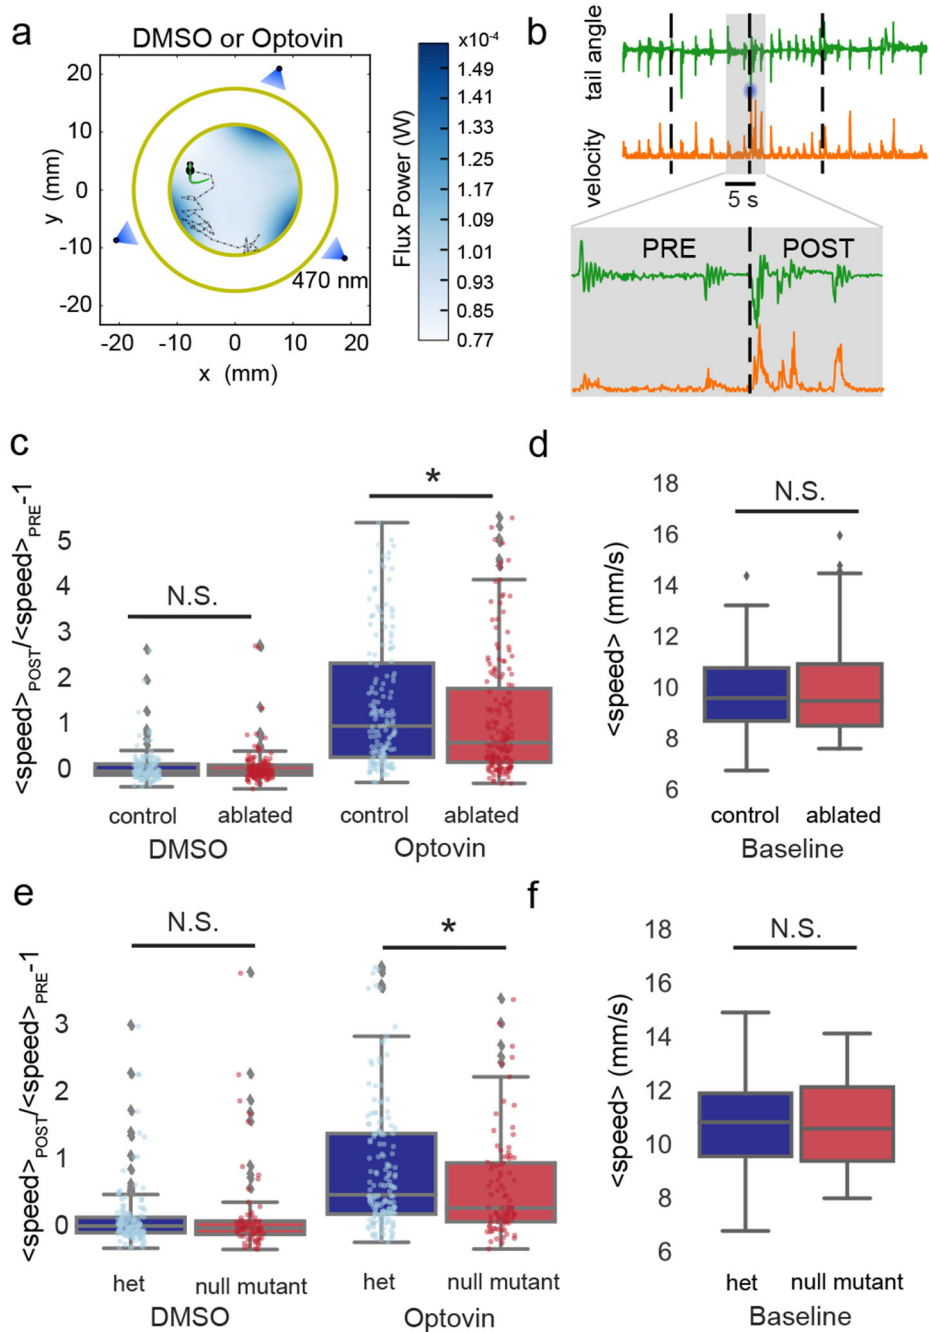 a
DMSO or Optovin
y (mm)
20
10
0
-10
-20
-20 -10 0 10 20
x (mm)
470 nm
x10-4
1.49
1.41
1.33
1.24
1.17
1.09
1.01
0.93
0.85
0.77
Flux Power (W)
b
tail angle
velocity
5 s
PRE POST
c
<speed>POST/<speed>PRE-1
5
4
3
2
1
0
N.S.
*
control ablated control ablated
DMSO Optovin
d
<speed> (mm/s)
18
16
14
12
10
8
6
N.S.
control ablated
Baseline
e
<speed>POST/<speed>PRE-1
3
2
1
0
N.S.
*
het null mutant het null mutant
DMSO Optovin
f
<speed> (mm/s)
18
16
14
12
10
8
6
N.S.
het null mutant
Baseline